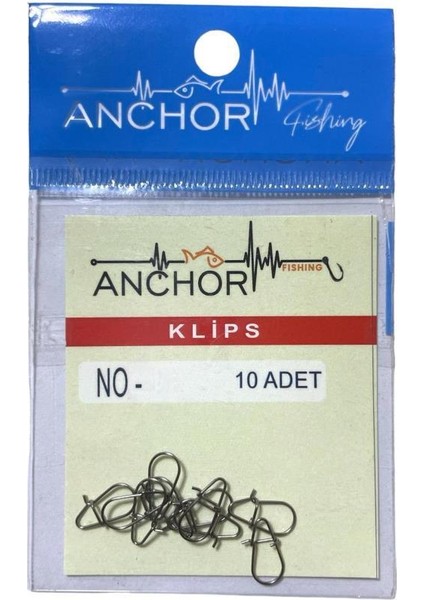 ANCHOR Fishing
ANCHOR FISHING
KLİPS
NO - 10 ADET